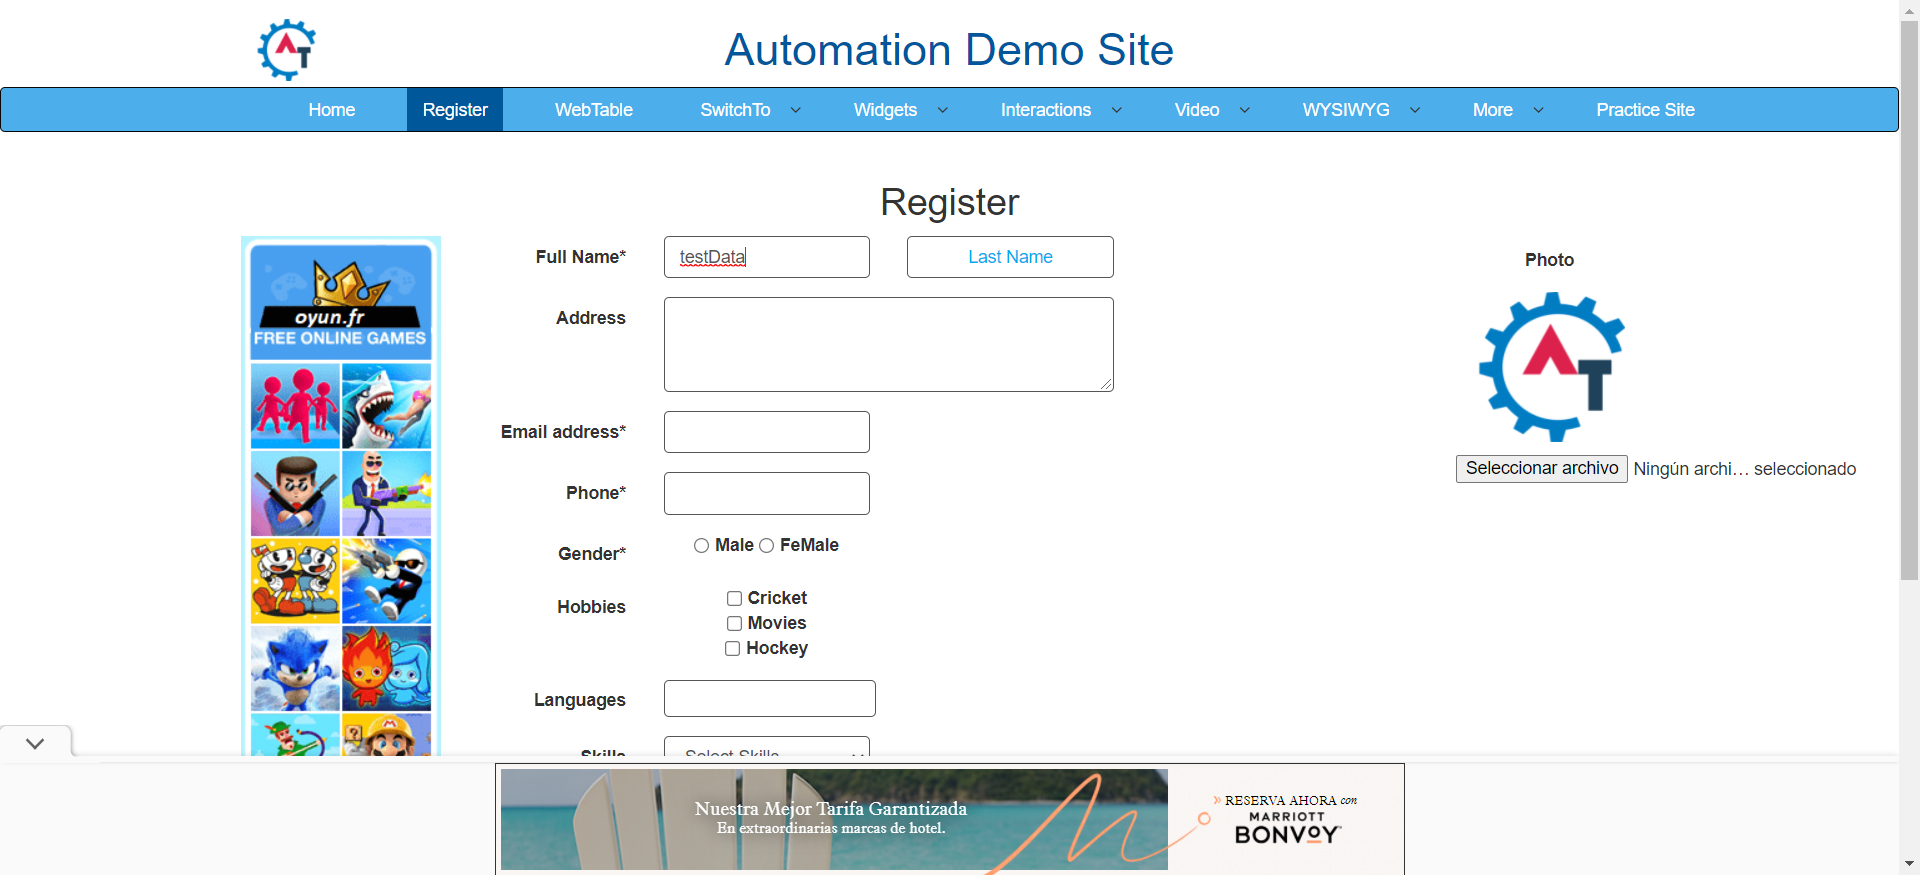 Automation Demo Site
Home Register WebTable SwitchTo Widgets Interactions Video WYSIWYG More Practice Site
Register
Full Name* testData Last Name
Photo
oyun.fr
FREE ONLINE GAMES
Address
Email address*
Seleccionar archivo Ningún archi… seleccionado
Phone*
Gender* Male FeMale
Hobbies Cricket
Movies
Hockey
Languages
Skills Select Skills
Nuestra Mejor Tarifa Garantizada
En extraordinarias marcas de hotel.
» RESERVA AHORA con
MARRIOTT
BONVOY™